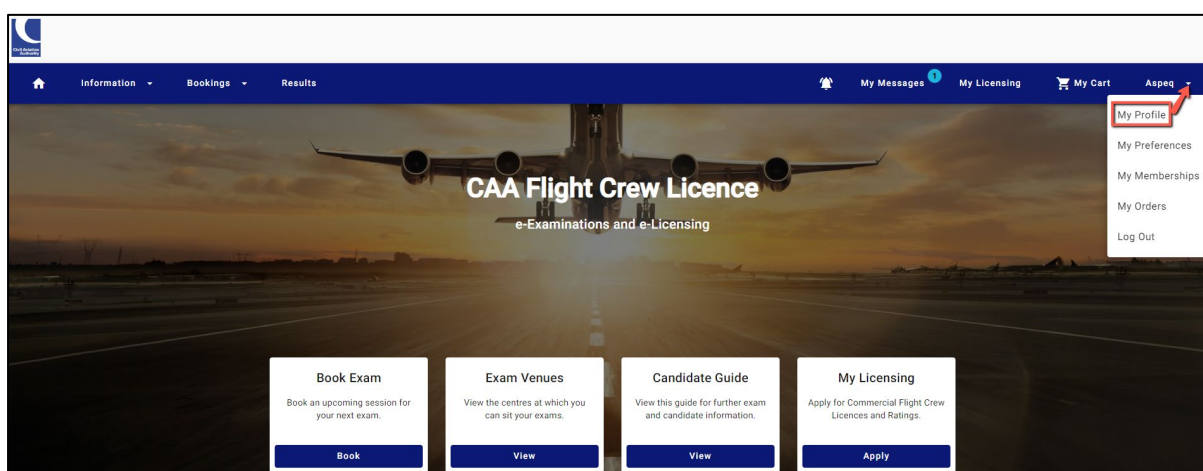 Civil Aviation
Authority
Information
Bookings
Results
My Messages 1
My Licensing
My Cart
Aspeq
My Profile
My Preferences
My Memberships
My Orders
Log Out
CAA Flight Crew Licence
e-Examinations and e-Licensing
Book Exam
Book an upcoming session for
your next exam.
Book
Exam Venues
View the centres at which you
can sit your exams.
View
Candidate Guide
View this guide for further exam
and candidate information.
View
My Licensing
Apply for Commercial Flight Crew
Licences and Ratings.
Apply